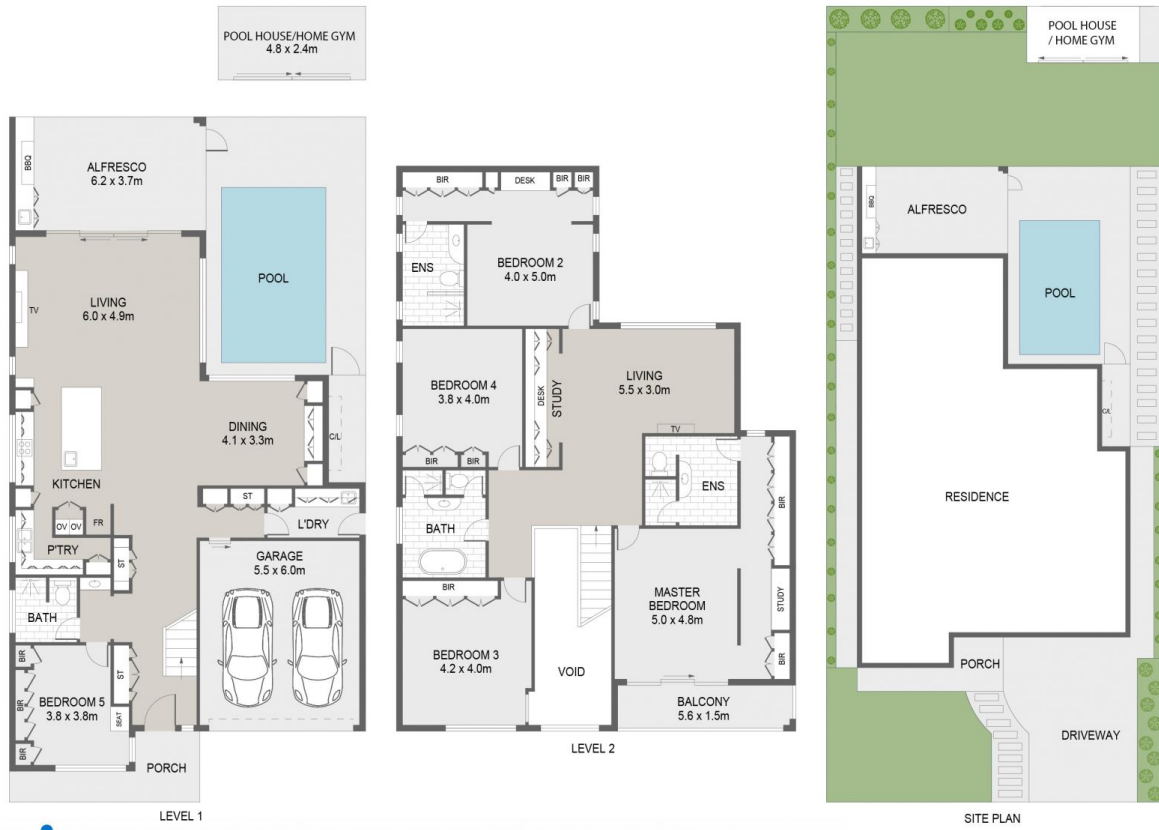 POOL HOUSE/HOME GYM
4.8 x 2.4m
BBQ
ALFRESCO
6.2 x 3.7m
POOL
TV
LIVING
6.0 x 4.9m
DINING
4.1 x 3.3m
C/L
KITCHEN
OV
OV
FR
ST
L'DRY
P'TRY
ST
GARAGE
5.5 x 6.0m
BATH
BIR
BIR
BIR
BEDROOM 5
3.8 x 3.8m
ST
SEAT
PORCH
LEVEL 1
BIR
DESK
BIR
BIR
ENS
BEDROOM 2
4.0 x 5.0m
BEDROOM 4
3.8 x 4.0m
BIR
BIR
DESK
STUDY
LIVING
5.5 x 3.0m
TV
ENS
BIR
BATH
BIR
MASTER
BEDROOM
5.0 x 4.8m
STUDY
BIR
BEDROOM 3
4.2 x 4.0m
VOID
BALCONY
5.6 x 1.5m
LEVEL 2
POOL HOUSE
/ HOME GYM
BBQ
ALFRESCO
POOL
C/L
RESIDENCE
PORCH
DRIVEWAY
SITE PLAN